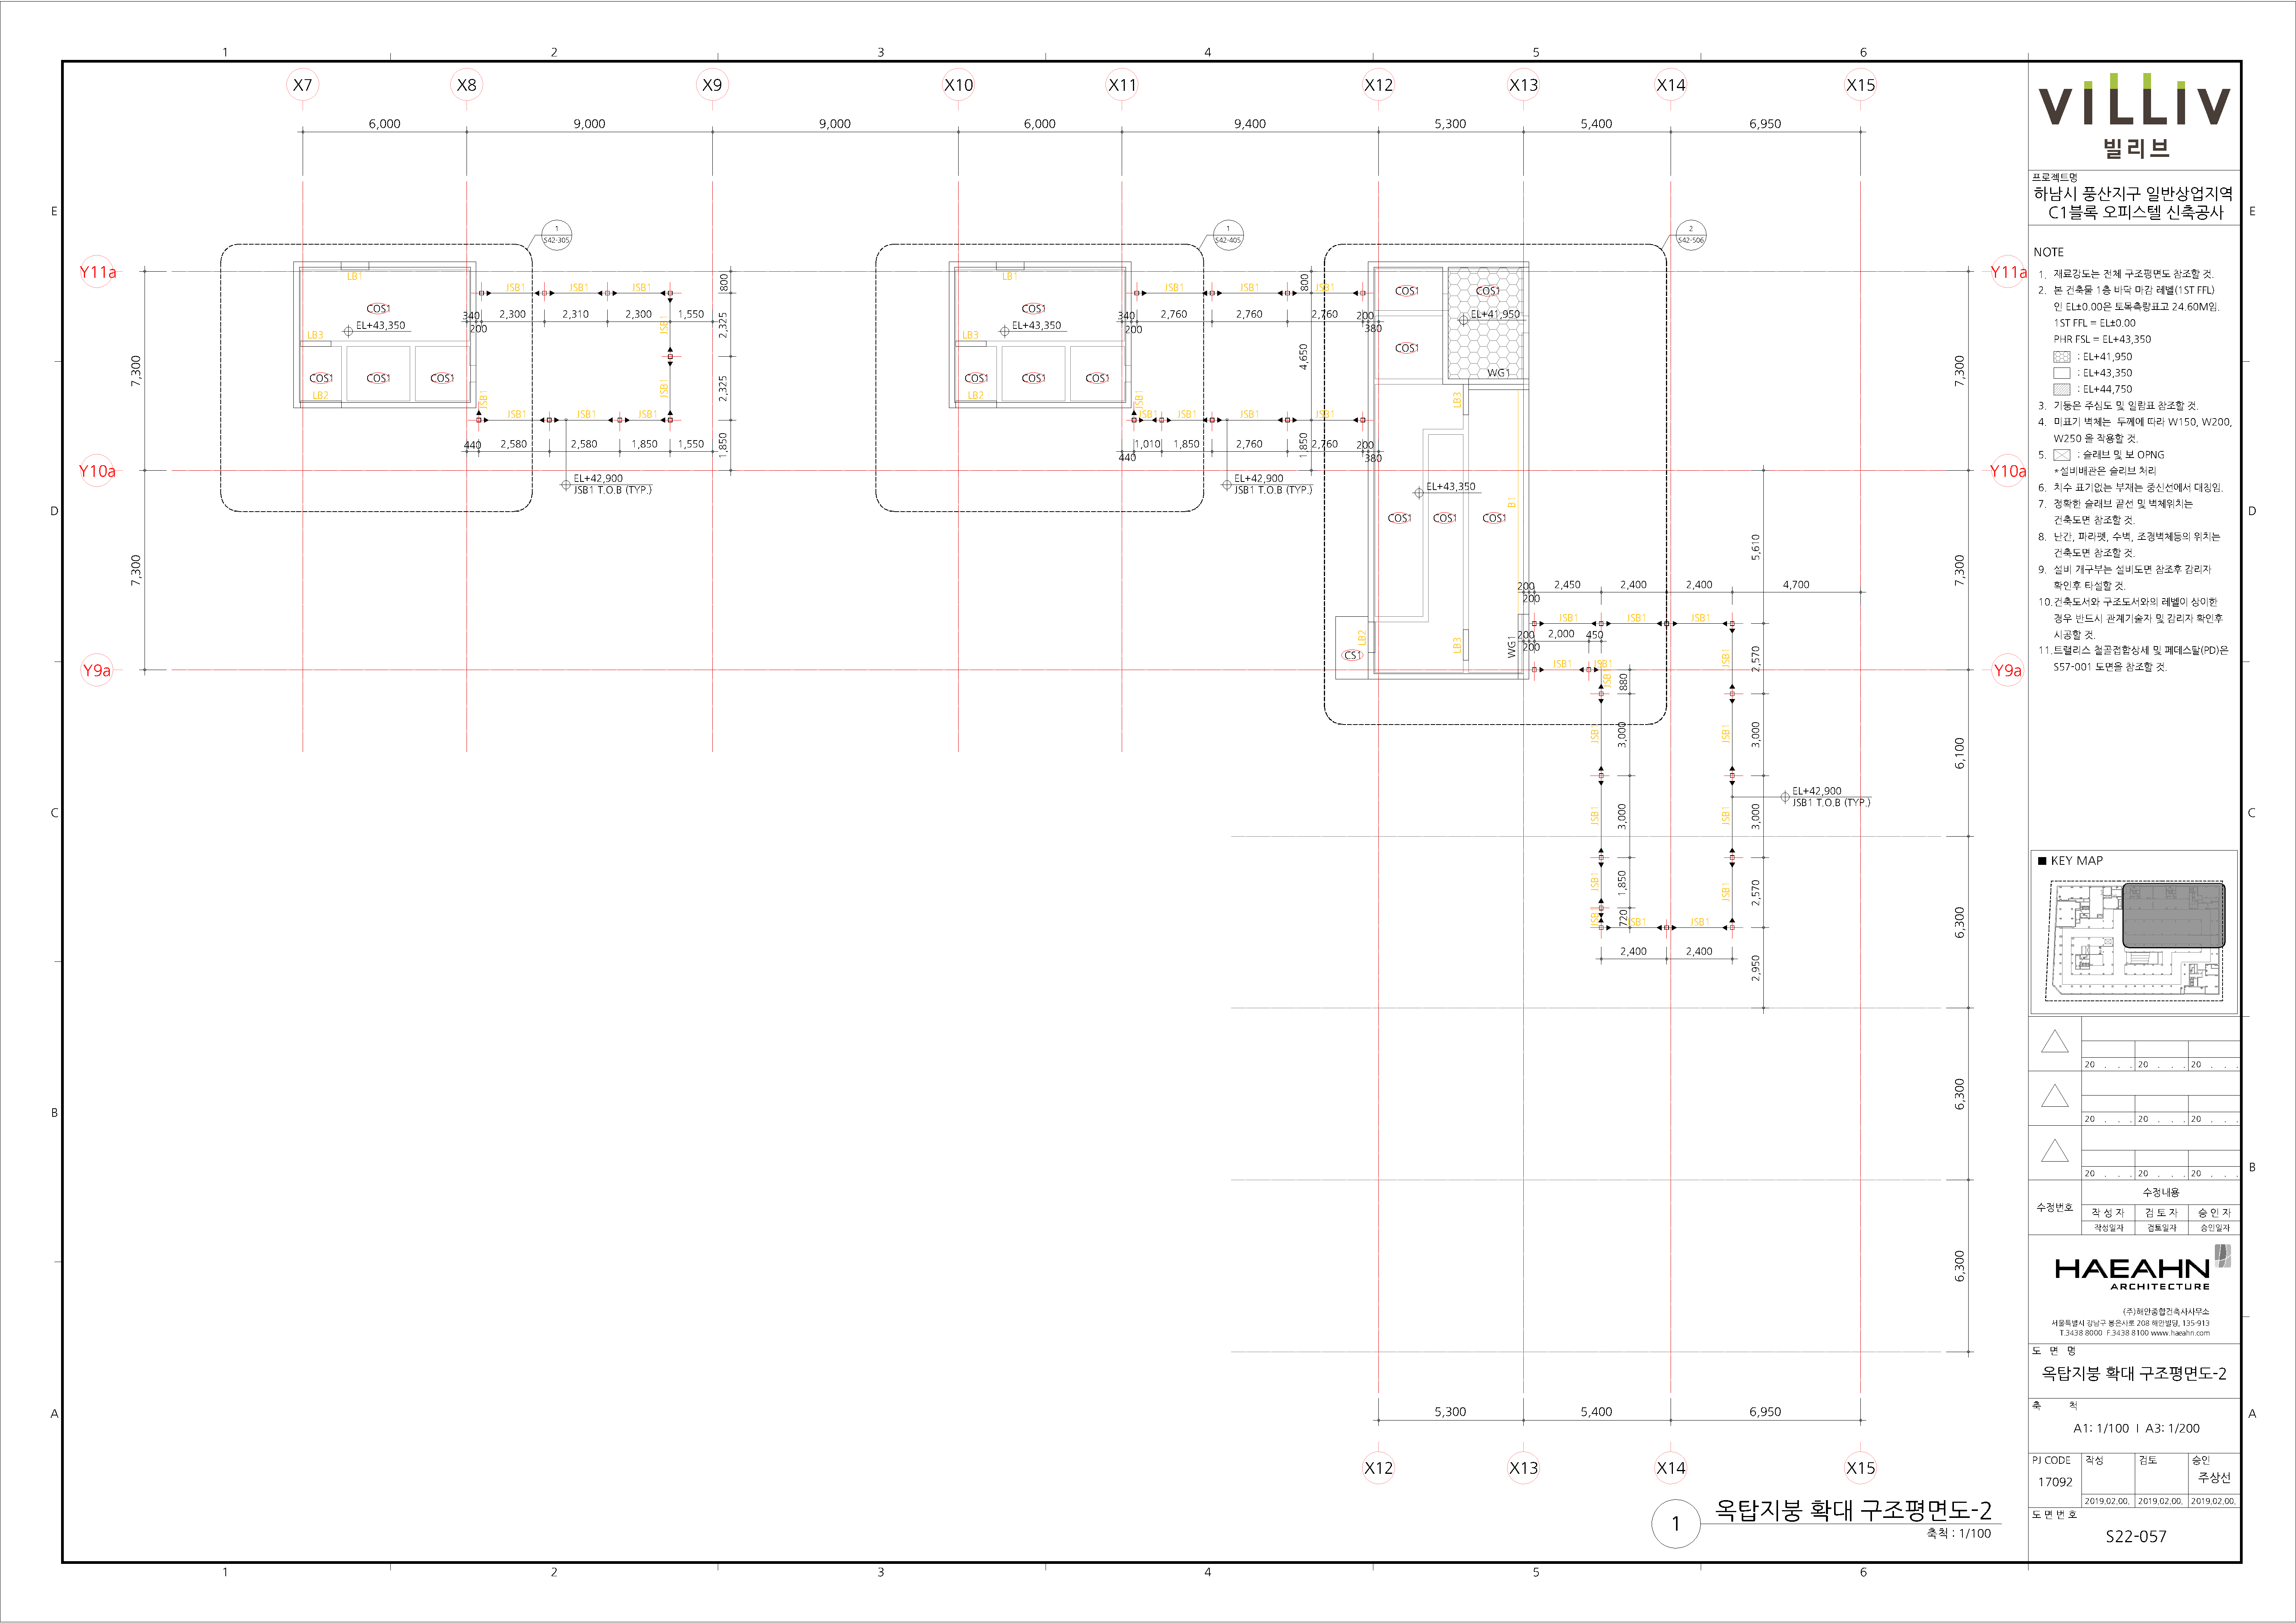 1
2
3
4
5
6
X7
X8
X9
X10
X11
X12
X13
X14
X15
6,000
9,000
9,000
6,000
9,400
5,300
5,400
6,950
E
D
C
B
A
Y11a
Y10a
Y9a
7,300
7,300
1
S42-305
LB1
COS1
EL+43,350
LB3
COS1
COS1
COS1
LB2
JSB1
JSB1
JSB1
340
200
2,300
2,310
2,300
1,550
JSB1
JSB1
JSB1
JSB1
JSB1
JSB1
440
2,580
2,580
1,850
1,550
800
2,325
2,325
1,850
EL+42,900
JSB1 T.O.B (TYP.)
1
S42-405
LB1
COS1
EL+43,350
LB3
COS1
COS1
COS1
LB2
JSB1
JSB1
JSB1
340
200
2,760
2,760
2,760
200
380
JSB1
JSB1
JSB1
JSB1
JSB1
440
1,010
1,850
2,760
2,760
200
380
800
4,650
1,850
EL+42,900
JSB1 T.O.B (TYP.)
2
S42-506
COS1
COS1
EL+41,950
COS1
WG1
LB3
EL+43,350
B1
COS1
COS1
COS1
LB2
CS1
LB3
WG1
200
200
2,450
2,400
2,400
4,700
JSB1
JSB1
JSB1
200
200
2,000
450
JSB1
JSB1
JSB1
880
3,000
3,000
1,850
720
JSB1
JSB1
JSB1
JSB1
JSB1
JSB1
JSB1
JSB1
JSB1
JSB1
2,400
2,400
5,610
2,570
3,000
3,000
2,570
2,950
EL+42,900
JSB1 T.O.B (TYP.)
Y11a
Y10a
Y9a
7,300
7,300
6,100
6,300
6,300
6,300
5,300
5,400
6,950
X12
X13
X14
X15
1
옥탑지붕 확대 구조평면도-2
축척 : 1/100
1
2
3
4
5
6
E
D
C
B
A
VILLIV
빌리브
프로젝트명
하남시 풍산지구 일반상업지역
C1블록 오피스텔 신축공사
NOTE
1. 재료강도는 전체 구조평면도 참조할 것.
2. 본 건축물 1층 바닥 마감 레벨(1ST FFL)
인 EL±0.00은 토목측량표고 24.60M임.
1ST FFL = EL±0.00
PHR FSL = EL+43,350
: EL+41,950
: EL+43,350
: EL+44,750
3. 기둥은 주심도 및 일람표 참조할 것.
4. 미표기 벽체는 두께에 따라 W150, W200,
W250 을 적용할 것.
5. : 슬래브 및 보 OPNG
*설비배관은 슬리브 처리
6. 치수 표기없는 부재는 중심선에서 대칭임.
7. 정확한 슬래브 끝선 및 벽체위치는
건축도면 참조할 것.
8. 난간, 파라펫, 수벽, 조경벽체등의 위치는
건축도면 참조할 것.
9. 설비 개구부는 설비도면 참조후 감리자
확인후 타설할 것.
10.건축도서와 구조도서와의 레벨이 상이한
경우 반드시 관계기술자 및 감리자 확인후
시공할 것.
11.트랠리스 철골접합상세 및 페데스탈(PD)은
S57-001 도면을 참조할 것.
■ KEY MAP
20 . . . 20 . . . 20 . . .
20 . . . 20 . . . 20 . . .
20 . . . 20 . . . 20 . . .
수정번호
수정내용
작 성 자
검 토 자
승 인 자
작성일자
검토일자
승인일자
HAEAHN
ARCHITECTURE
(주)해안종합건축사사무소
서울특별시 강남구 봉은사로 208 해안빌딩, 135-913
T.3438 8000 F.3438 8100 www.haeahn.com
도 면 명
옥탑지붕 확대 구조평면도-2
축 척
A1: 1/100 I A3: 1/200
PJ CODE
17092
작성
검토
승인
주상선
2019.02.00.
2019.02.00.
2019.02.00.
도 면 번 호
S22-057